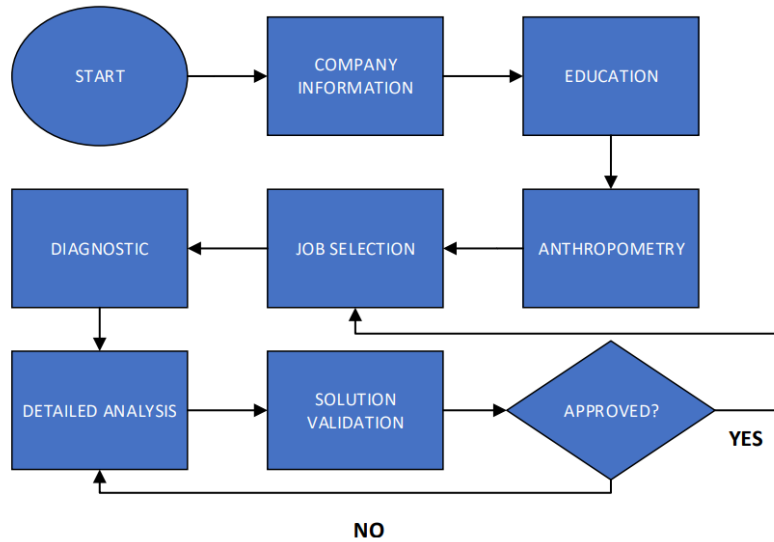 START
COMPANY
INFORMATION
EDUCATION
DIAGNOSTIC
JOB SELECTION
ANTHROPOMETRY
DETAILED ANALYSIS
SOLUTION
VALIDATION
APPROVED?
YES
NO